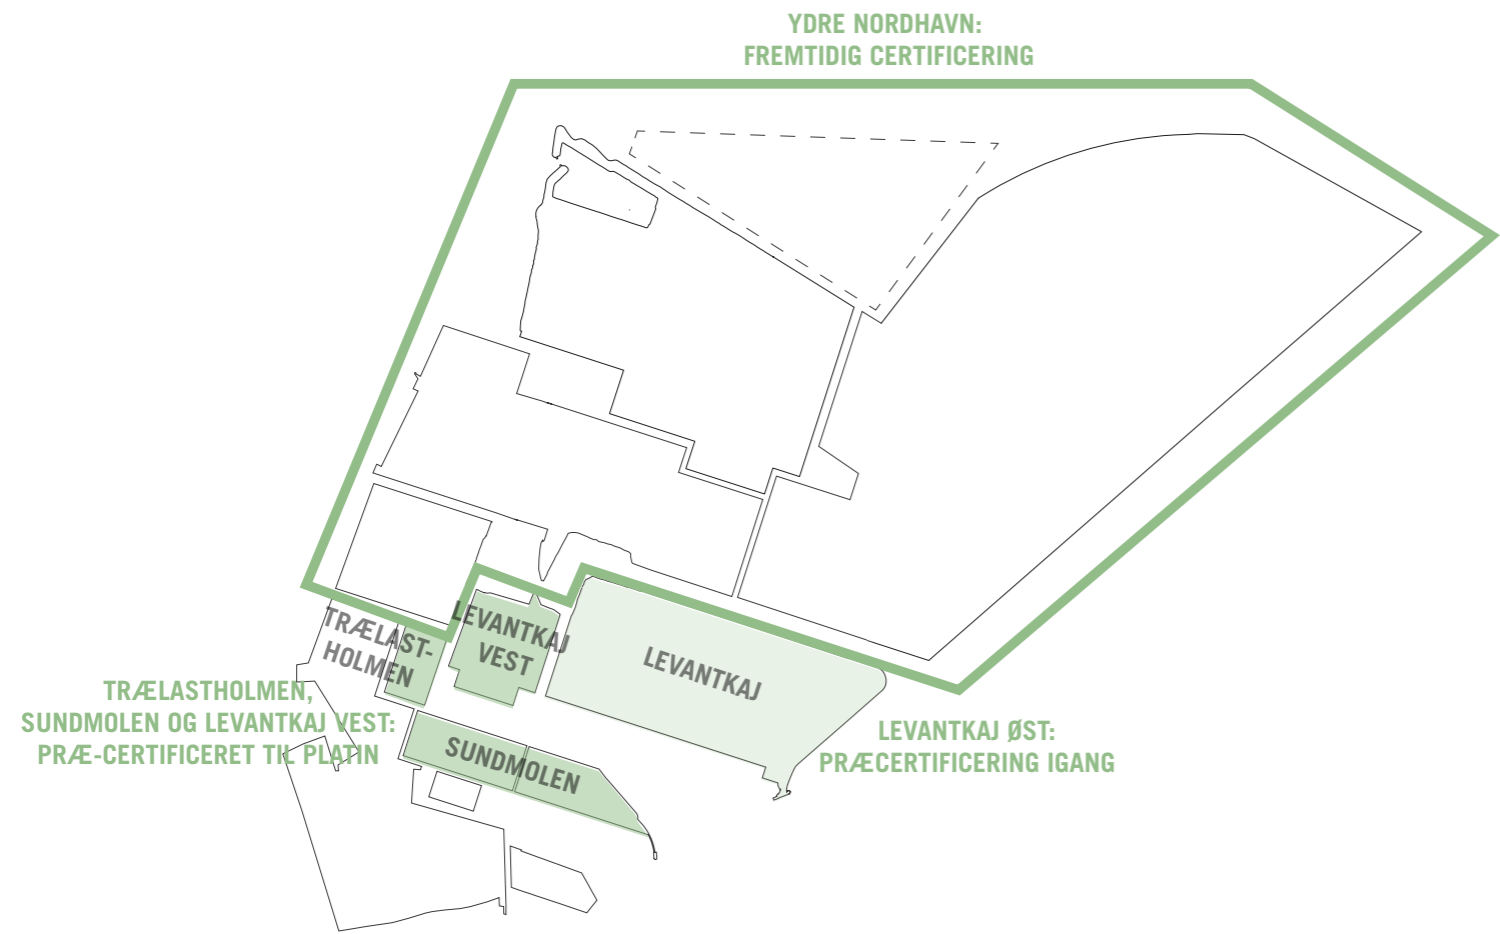 YDRE NORDHAVN:
FREMTIDIG CERTIFICERING
TRÆLAST-
HOLMEN
LEVANTKAJ
VEST
LEVANTKAJ
SUNDMOLEN
TRÆLASTHOLMEN,
SUNDMOLEN OG LEVANTKAJ VEST:
PRÆ-CERTIFICERET TIL PLATIN
LEVANTKAJ ØST:
PRÆCERTIFICERING IGANG